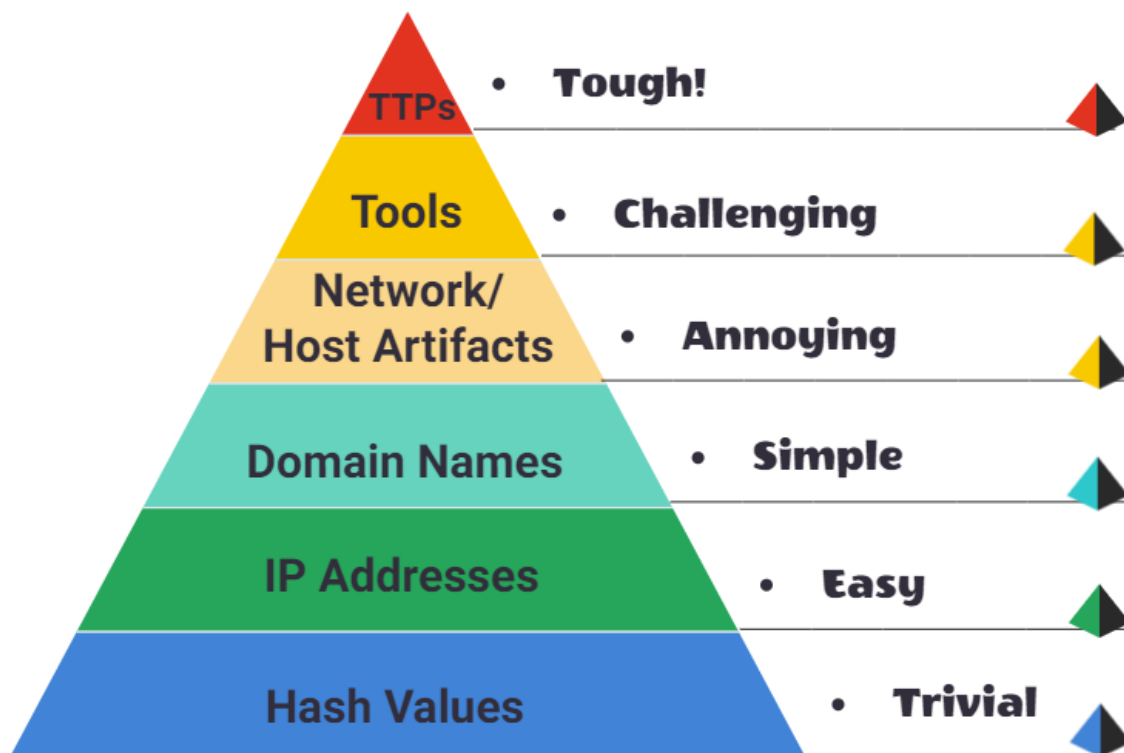 TTPs
• Tough!
Tools
• Challenging
Network/
Host Artifacts
• Annoying
Domain Names
• Simple
IP Addresses
• Easy
Hash Values
• Trivial